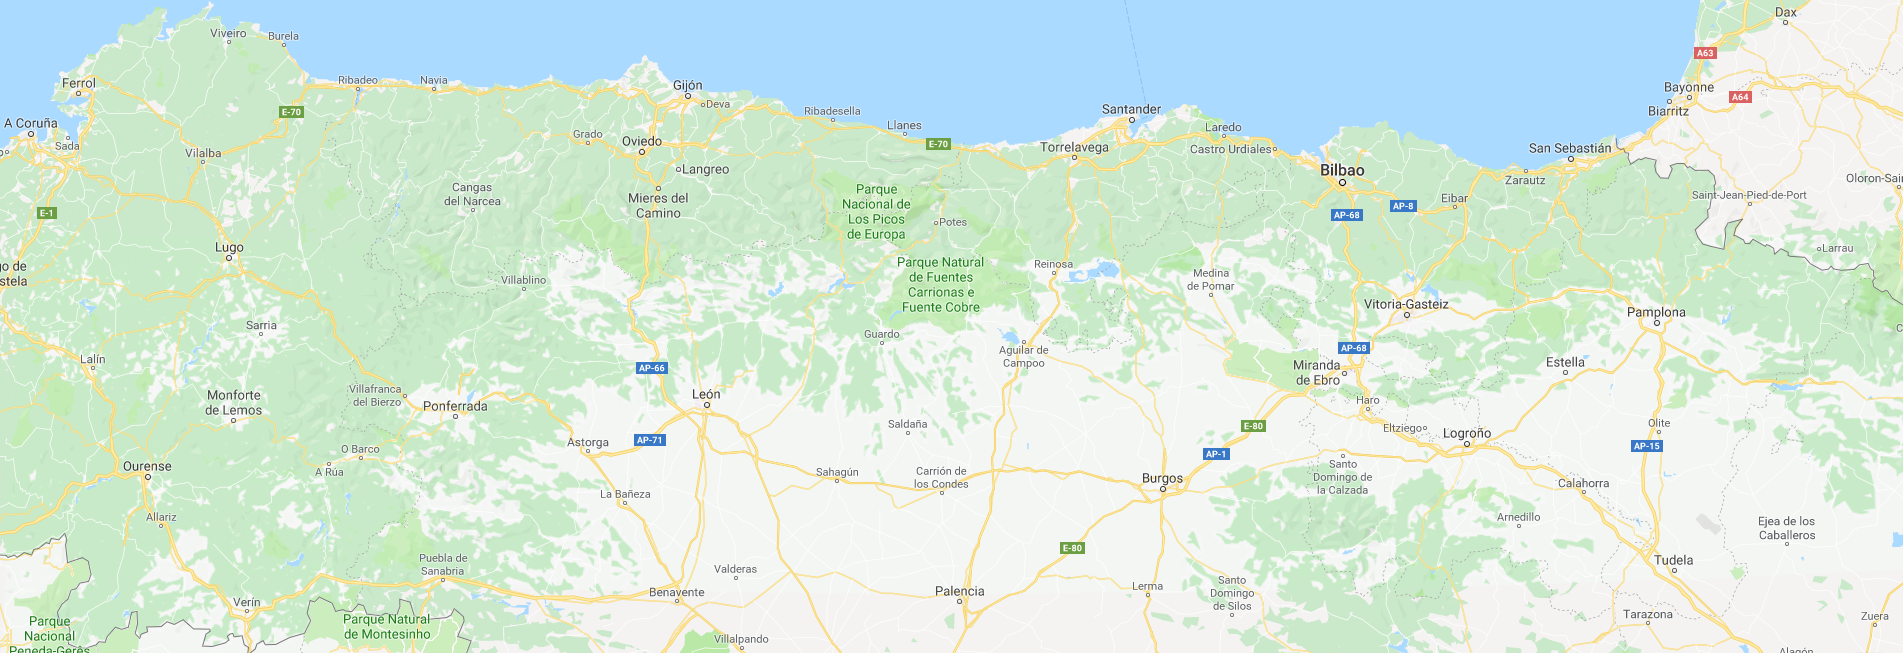 Dax
Viveiro
Burela
A63
Ferrol
Ribadeo
Navia
Gijón
Bayonne
A64
Deva
E-70
Ribadesella
Santander
Biarritz
A Coruña
Llanes
Laredo
Grado
Sada
Oviedo
E-70
Torrelavega
Castro Urdiales
San Sebastián
Vilalba
Langreo
Bilbao
Zarautz
Oloron-Sai
Cangas
del Narcea
Mieres del
Camino
Parque
Nacional de
Los Picos
de Europa
Eibar
Saint-Jean-Pied-de-Port
E-1
AP-68
AP-8
Potes
Lugo
Larrau
go de
stela
Villablino
Parque Natural
de Fuentes
Carrionas e
Fuente Cobre
Reinosa
Medina
de Pomar
Vitoria-Gasteiz
Pamplona
Sarria
Guardo
C
Lalín
Aguilar de
Campoo
AP-68
AP-66
Miranda
de Ebro
Estella
Monforte
de Lemos
Villafranca
del Bierzo
Ponferrada
León
Haro
Saldaña
E-80
Eltziego
Logroño
Olite
Astorga
AP-71
AP-1
AP-15
O Barco
A Rúa
Ourense
Sahagún
Carrión de
los Condes
Burgos
Santo
Domingo de
la Calzada
Calahorra
La Bañeza
Allariz
Arnedillo
Ejea de los
Caballeros
E-80
Puebla de
Sanabria
Valderas
Tudela
Benavente
Palencia
Lerma
Santo
Domingo
de Silos
Verín
Parque
Nacional
Peneda-Gerês
Parque Natural
de Montesinho
Villalpando
Tarazona
Zuera
Alagón